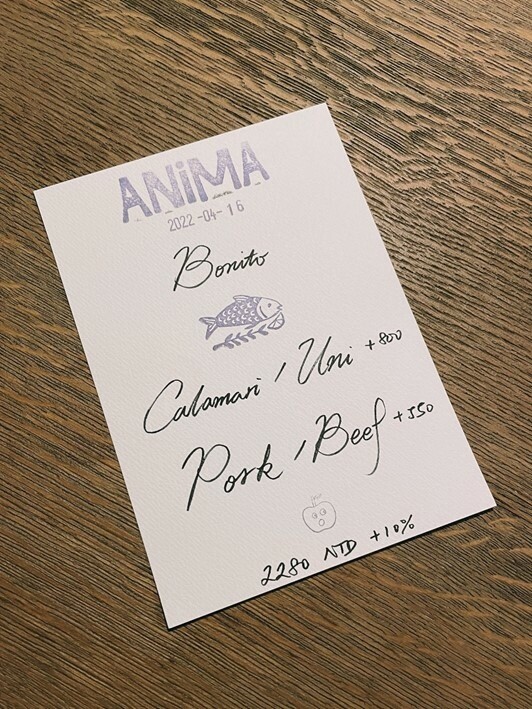 ANiMA
2022-04-16
Bonito
Calamari / Uni +800
Pork / Beef +550
2280 NTD +10%